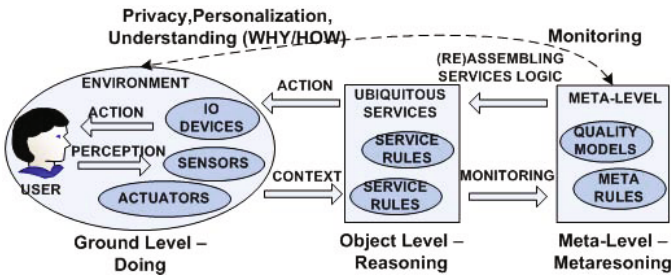 Privacy,Personalization,
Understanding (WHY/HOW)
Monitoring
ENVIRONMENT
ACTION
(RE)ASSEMBLING
SERVICES LOGIC
ACTION
IO
DEVICES
PERCEPTION
SENSORS
USER
ACTUATORS
CONTEXT
UBIQUITOUS
SERVICES
SERVICE
RULES
SERVICE
RULES
MONITORING
META-LEVEL
QUALITY
MODELS
META
RULES
Ground Level –
Doing
Object Level –
Reasoning
Meta-Level–
Metaresoning